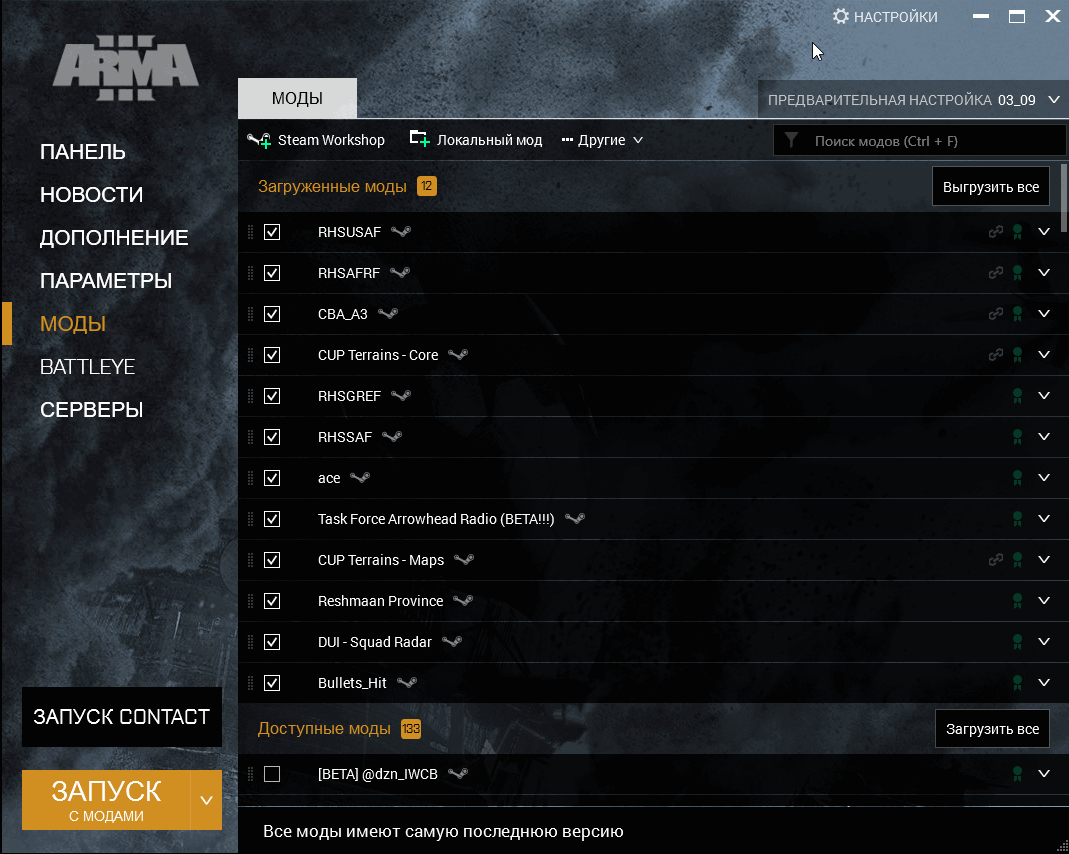 НАСТРОЙКИ
ARMA III
МОДЫ
ПРЕДВАРИТЕЛЬНАЯ НАСТРОЙКА 03_09
ПАНЕЛЬ
НОВОСТИ
ДОПОЛНЕНИЕ
ПАРАМЕТРЫ
МОДЫ
BATTLEYE
СЕРВЕРЫ
ЗАПУСК CONTACT
ЗАПУСК
С МОДАМИ
Steam Workshop Локальный мод Другие Поиск модов (Ctrl + F)
Загруженные моды 12 Выгрузить все
RHSUSAF
RHSAFRF
CBA_A3
CUP Terrains - Core
RHSGREF
RHSSAF
ace
Task Force Arrowhead Radio (BETA!!!)
CUP Terrains - Maps
Reshmaan Province
DUI - Squad Radar
Bullets_Hit
Доступные моды 133 Загрузить все
[BETA] @dzn_IWCB
Все моды имеют самую последнюю версию